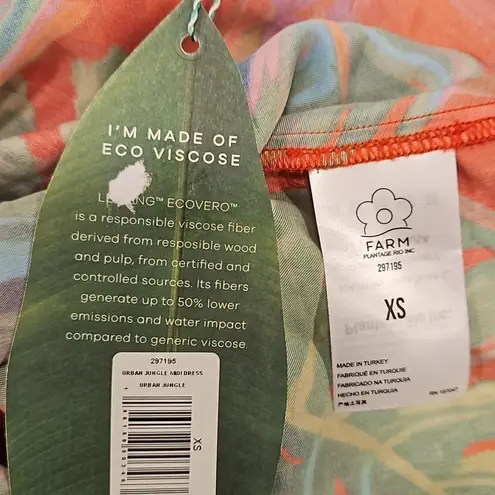 I'M MADE OF
ECO VISCOSE
ECOVERO™
is a responsible viscose fiber
derived from resposible wood
and pulp, from certified and
controlled sources. Its fibers
generate up to 50% lower
emissions and water impact
compared to generic viscose.
297195
URBAN JUNGLE MIDI DRESS
URBAN JUNGLE
XS
FARM
PLANTAGE RIO INC
297195
XS
MADE IN TURKEY
FABRIQUÉ EN TURQUIE
FABRICADO NA TURQUIA
HECHO EN TURQUIA
RN